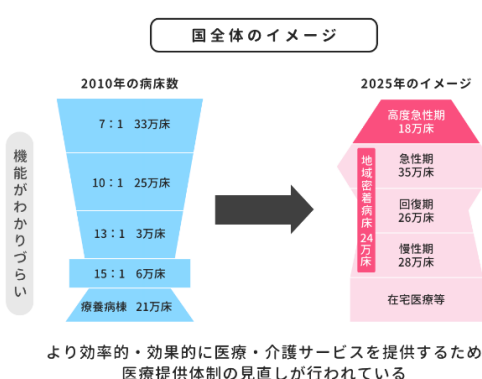 国全体のイメージ
2010年の病床数
機能がわかりづらい
7：1 33万床
10：1 25万床
13：1 3万床
15：1 6万床
療養病棟 21万床
2025年のイメージ
高度急性期
18万床
地域密着病床 24万床
急性期
35万床
回復期
26万床
慢性期
28万床
在宅医療等
より効率的・効果的に医療・介護サービスを提供するため
医療提供体制の見直しが行われている